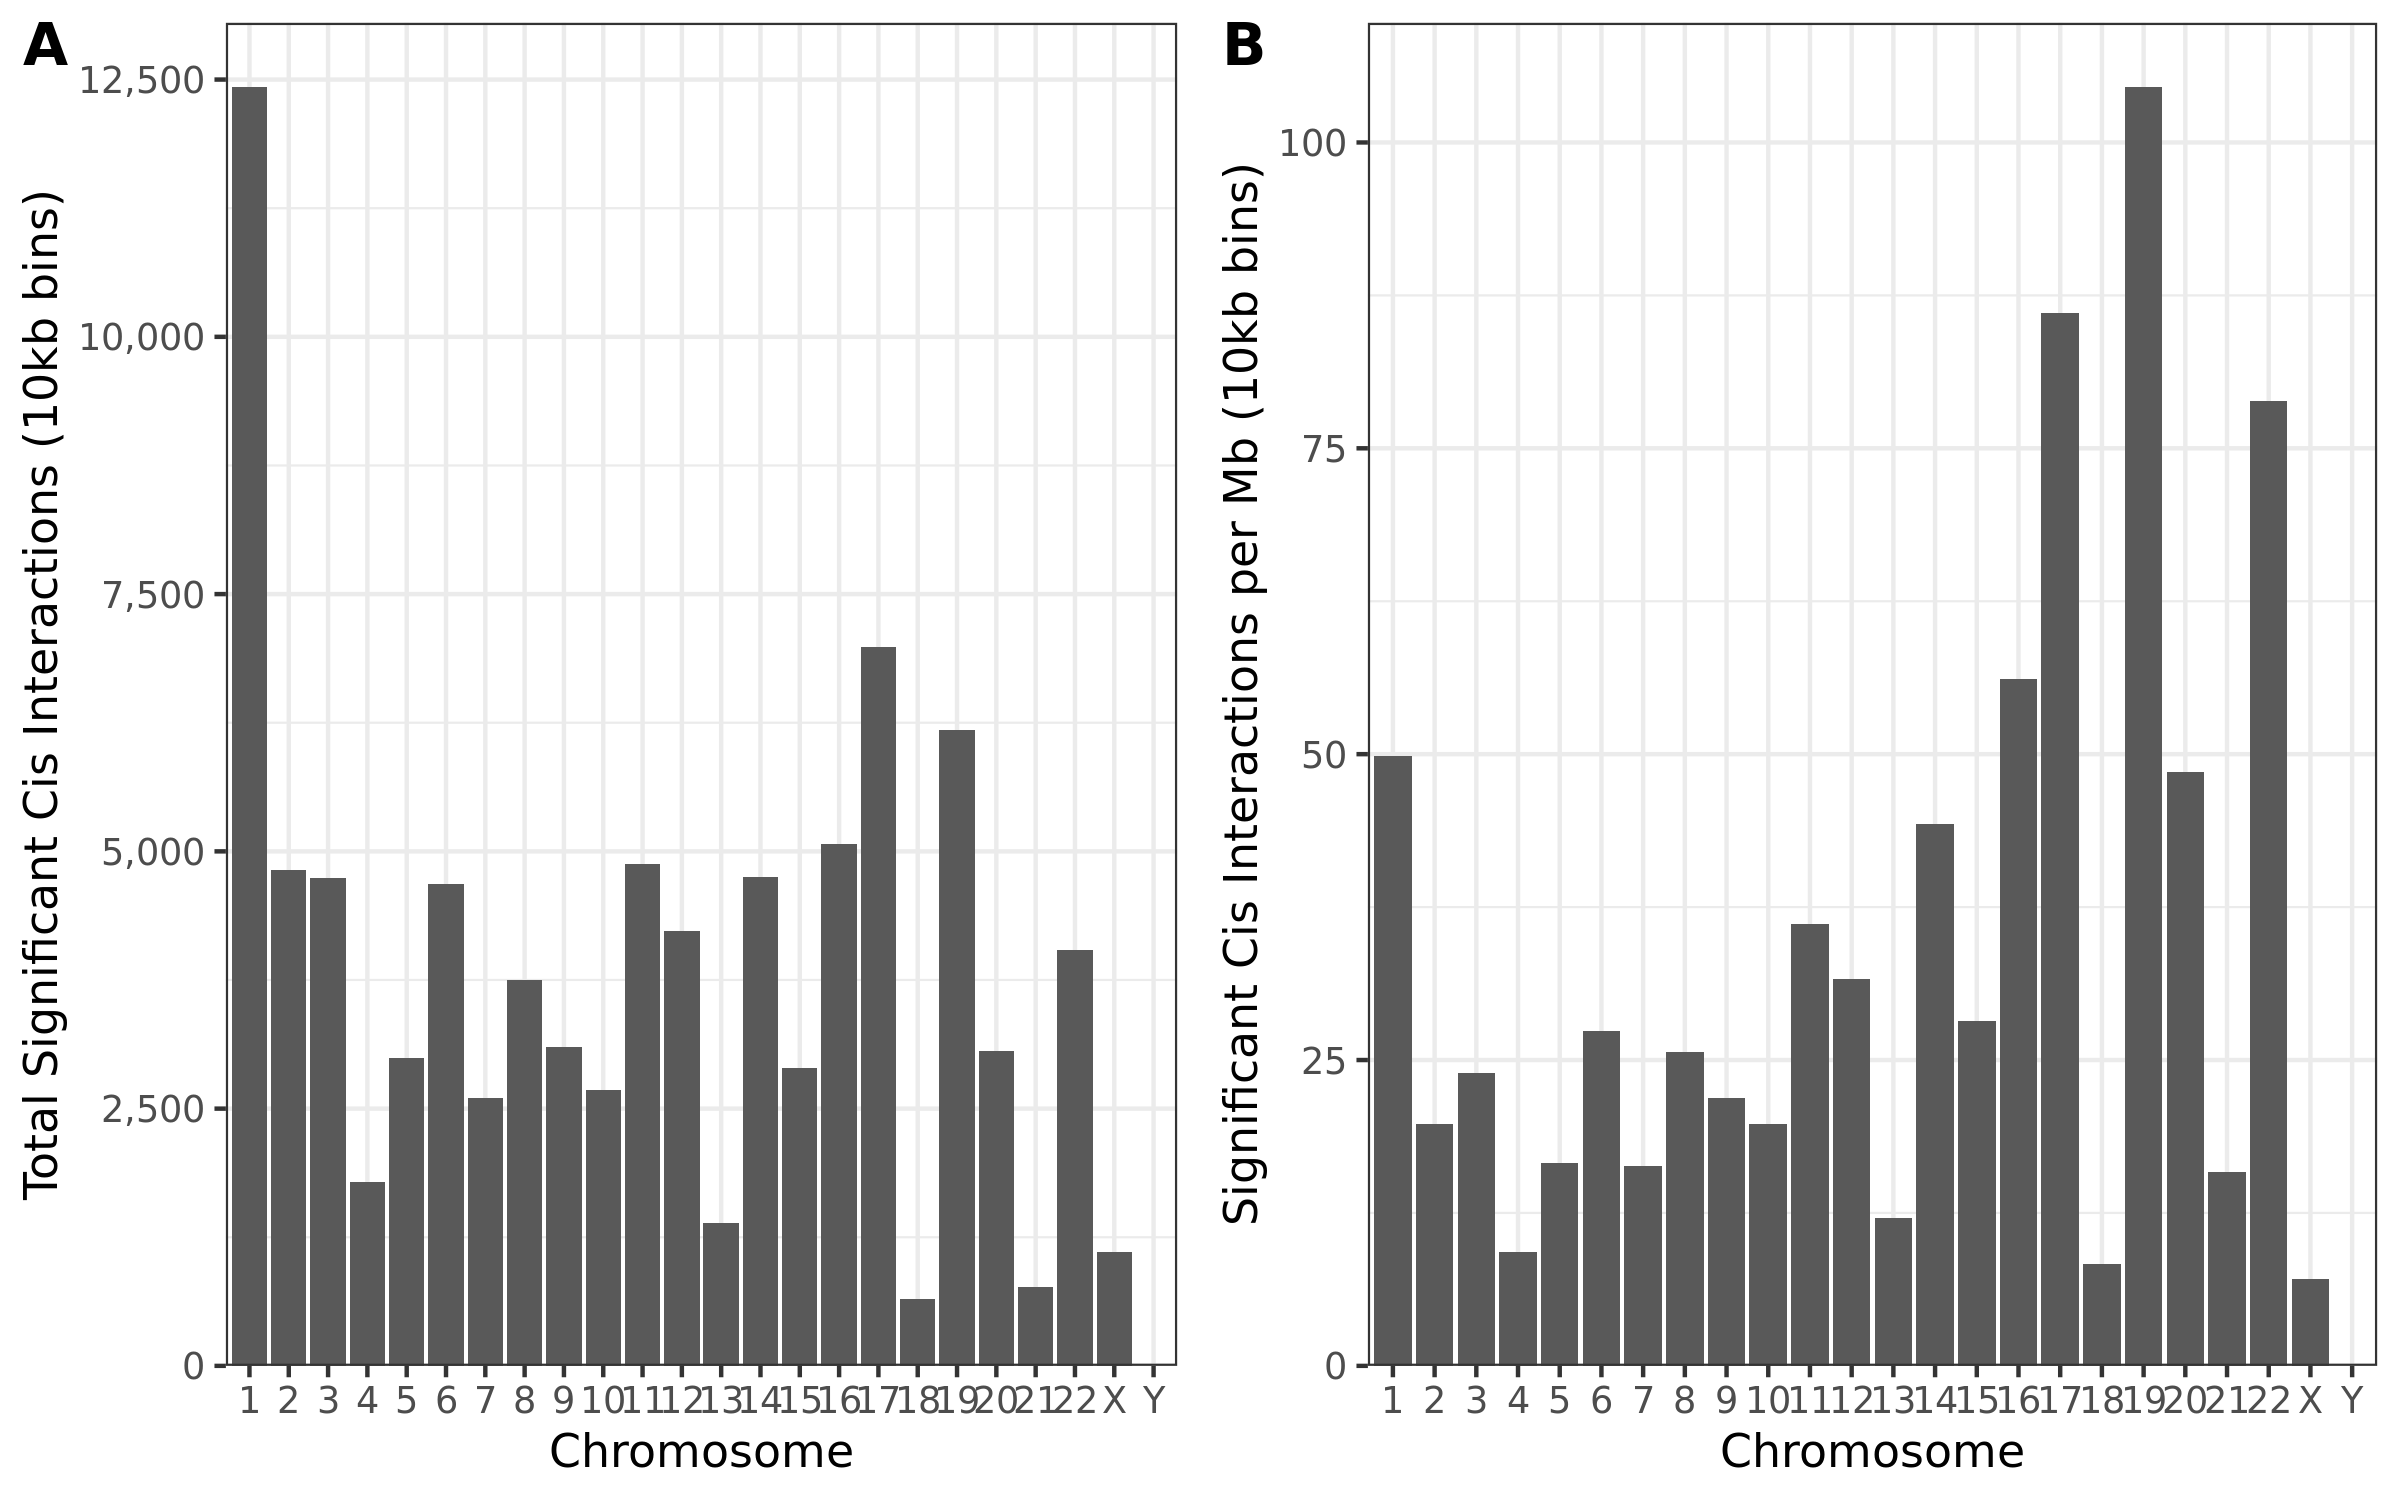 A
Total Significant Cis Interactions (10kb bins)
12,500
10,000
7,500
5,000
2,500
0
1 2 3 4 5 6 7 8 9 10 11 12 13 14 15 16 17 18 19 20 21 22 X Y
Chromosome
B
Significant Cis Interactions per Mb (10kb bins)
100
75
50
25
0
1 2 3 4 5 6 7 8 9 10 11 12 13 14 15 16 17 18 19 20 21 22 X Y
Chromosome